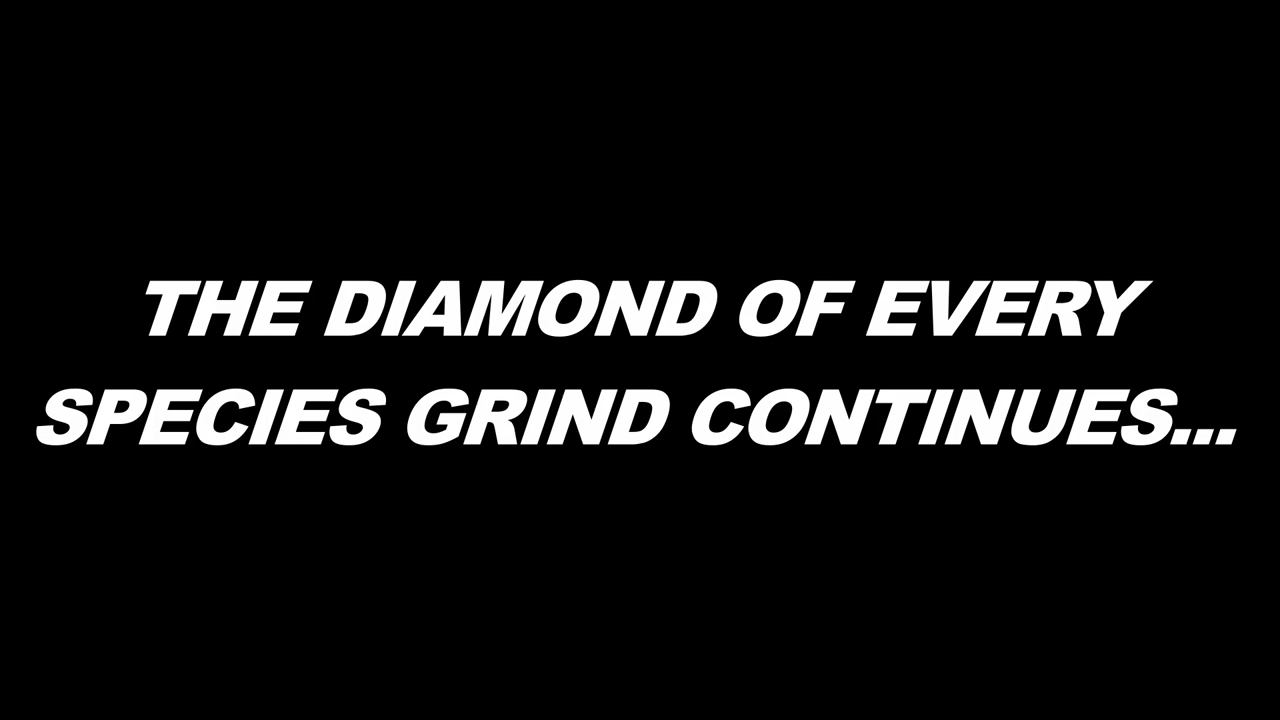 THE DIAMOND OF EVERY
SPECIES GRIND CONTINUES...